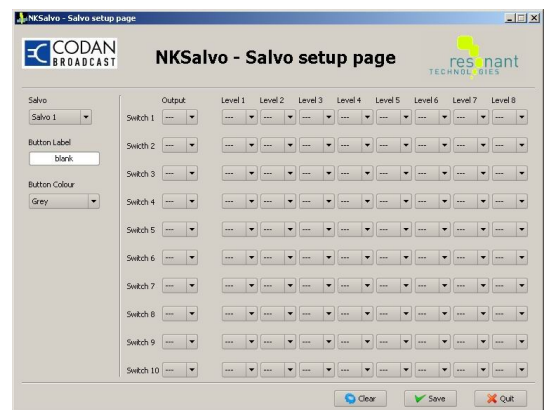 NKSalvo - Salvo setup page
CODAN
BROADCAST
NKSalvo - Salvo setup page
resonant
TECHNOLOGIES
Salvo
Salvo 1
Button Label
blank
Button Colour
Grey
Output Level 1 Level 2 Level 3 Level 4 Level 5 Level 6 Level 7 Level 8
Switch 1 --- --- --- --- --- --- --- --- ---
Swicth 2 --- --- --- --- --- --- --- --- ---
Switch 3 --- --- --- --- --- --- --- --- ---
Switch 4 --- --- --- --- --- --- --- --- ---
Switch 5 --- --- --- --- --- --- --- --- ---
Switch 6 --- --- --- --- --- --- --- --- ---
Switch 7 --- --- --- --- --- --- --- --- ---
Switch 8 --- --- --- --- --- --- --- --- ---
Switch 9 --- --- --- --- --- --- --- --- ---
Switch 10 --- --- --- --- --- --- --- --- ---
Clear Save Quit